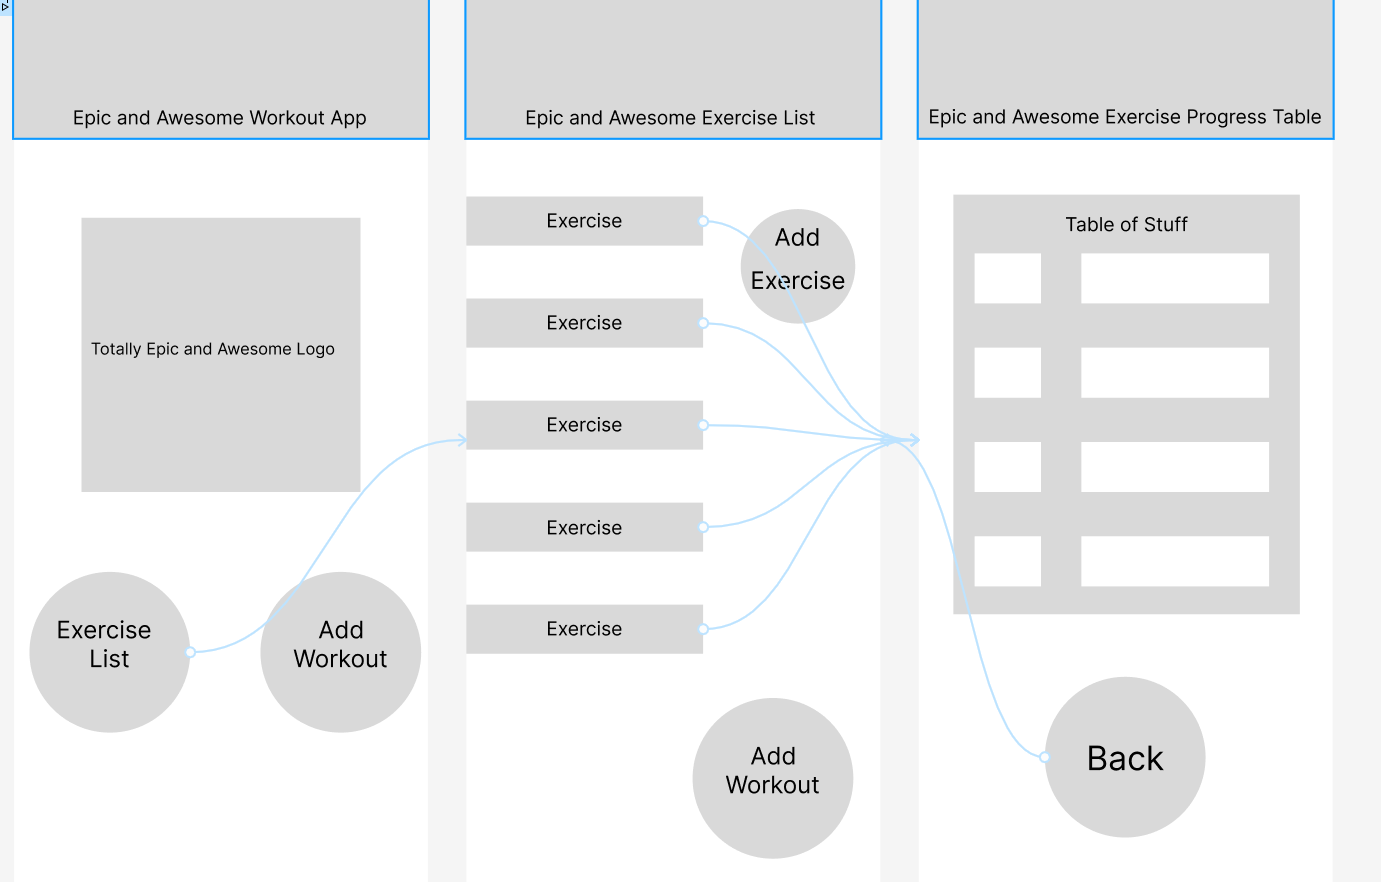 Epic and Awesome Workout App
Totally Epic and Awesome Logo
Exercise
List
Add
Workout
Epic and Awesome Exercise List
Exercise
Add
Exercise
Exercise
Exercise
Exercise
Exercise
Add
Workout
Epic and Awesome Exercise Progress Table
Table of Stuff
Back